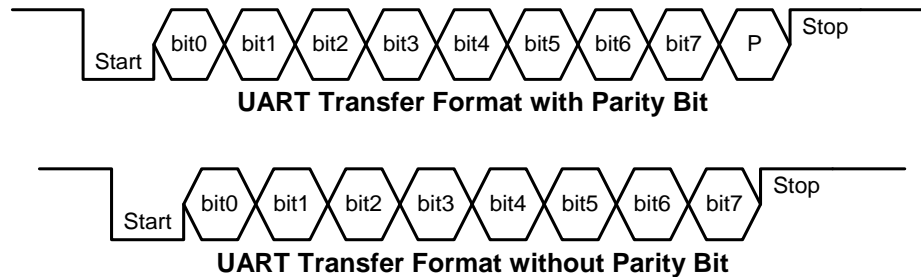 Start bit0 bit1 bit2 bit3 bit4 bit5 bit6 bit7 P Stop
UART Transfer Format with Parity Bit
Start bit0 bit1 bit2 bit3 bit4 bit5 bit6 bit7 Stop
UART Transfer Format without Parity Bit